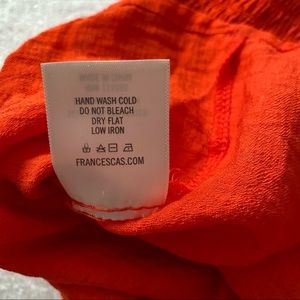 HAND WASH COLD
DO NOT BLEACH
DRY FLAT
LOW IRON
FRANCESCAS.COM